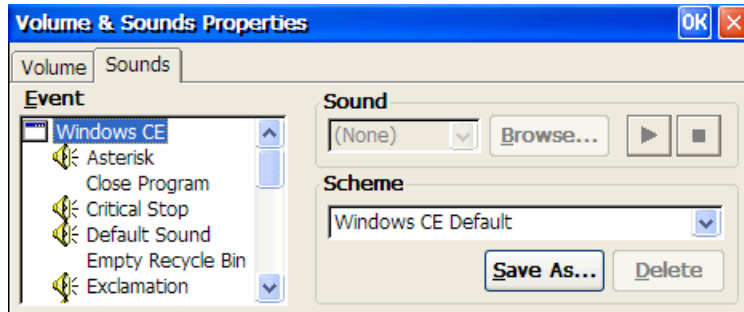 Volume & Sounds Properties
OK
Volume
Sounds
Event
Windows CE
Asterisk
Close Program
Critical Stop
Default Sound
Empty Recycle Bin
Exclamation
Sound
(None)
Browse...
Scheme
Windows CE Default
Save As...
Delete